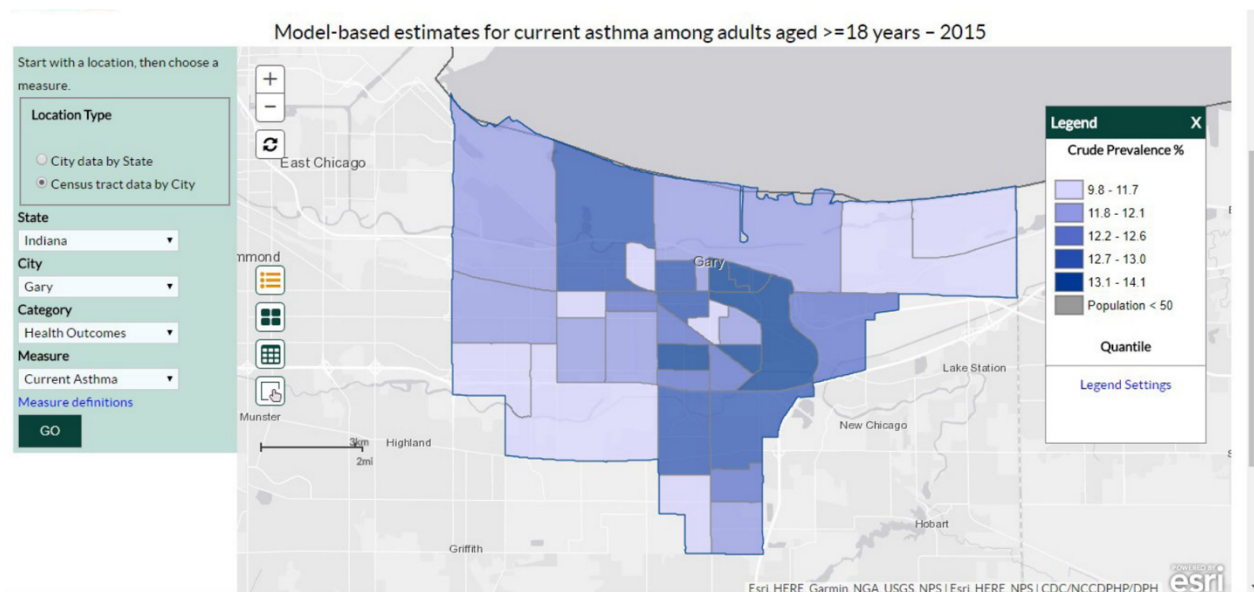 Model-based estimates for current asthma among adults aged >=18 years – 2015
Start with a location, then choose a
measure.
Location Type
City data by State
Census tract data by City
State
Indiana
City
Gary
Category
Health Outcomes
Measure
Current Asthma
Measure definitions
GO
+
−
East Chicago
mmond
Gary
Lake Station
Munster
Highland
3km
2mi
New Chicago
Hobart
Griffith
Legend X
Crude Prevalence %
9.8 - 11.7
11.8 - 12.1
12.2 - 12.6
12.7 - 13.0
13.1 - 14.1
Population < 50
Quantile
Legend Settings
Esri, HERE, Garmin, NGA, USGS, NPS | Esri, HERE, NPS | CDC/NCCDPHP/DPH
POWERED BY
esri